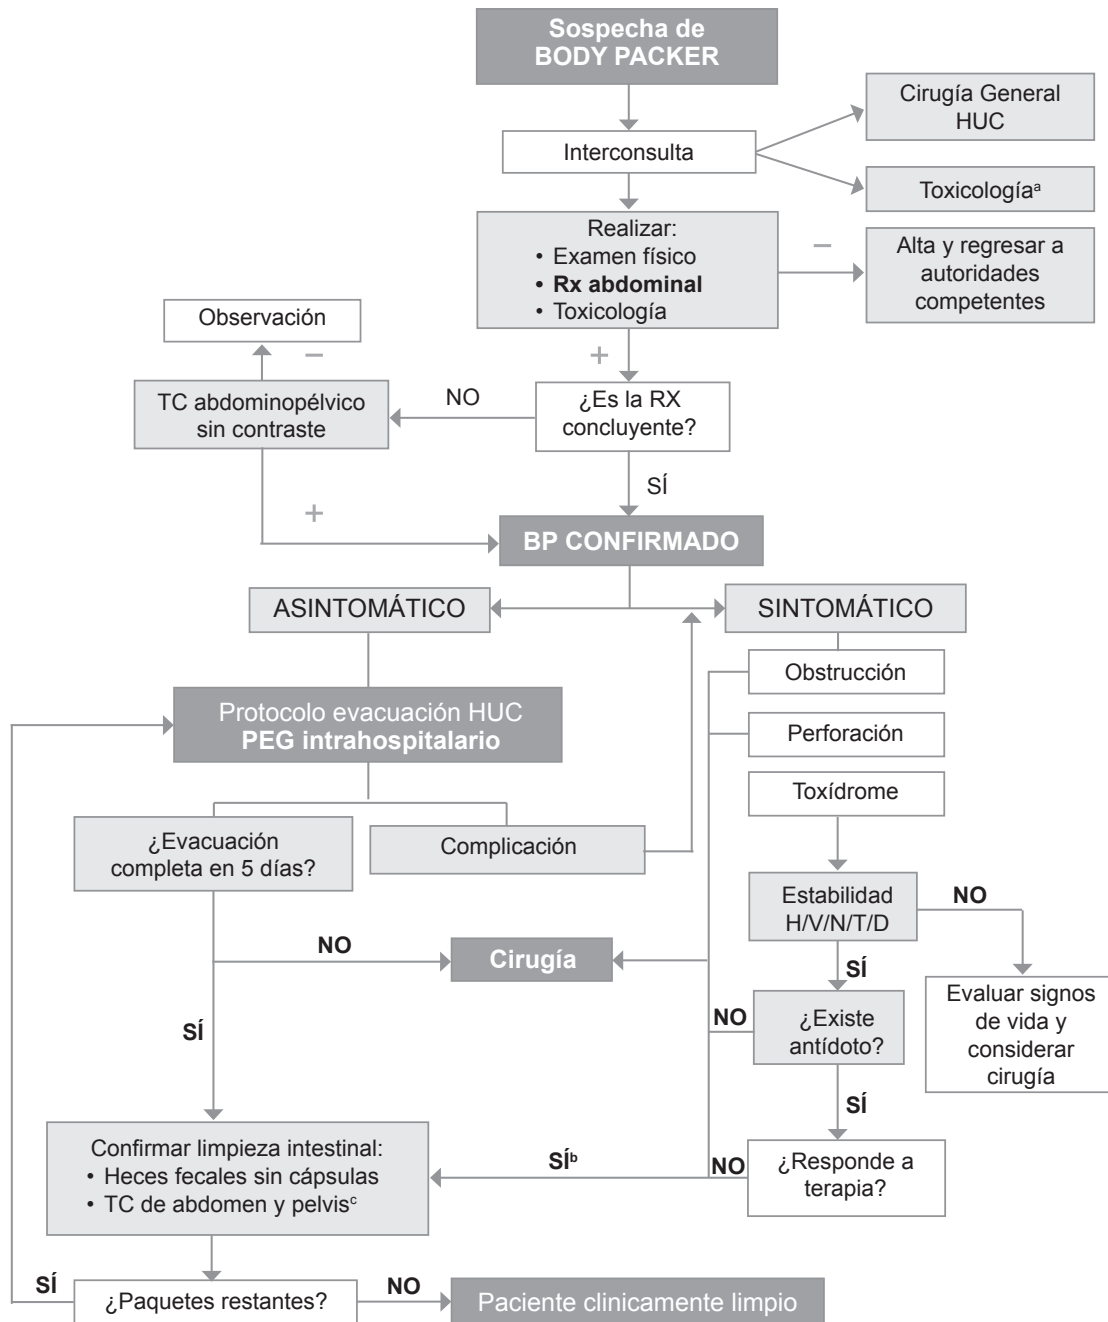 Sospecha de
BODY PACKER
Cirugía General
HUC
Interconsulta
Toxicologíaᵃ
Realizar:
• Examen físico
• Rx abdominal
• Toxicología
−
Alta y regresar a
autoridades
competentes
Observación
−
+
TC abdominopélvico
sin contraste
NO
¿Es la RX
concluyente?
SÍ
+
BP CONFIRMADO
ASINTOMÁTICO
SINTOMÁTICO
Obstrucción
Protocolo evacuación HUC
PEG intrahospitalario
Perforación
Toxídrome
¿Evacuación
completa en 5 días?
Complicación
Estabilidad
H/V/N/T/D
NO
NO
Cirugía
SÍ
Evaluar signos
de vida y
considerar
cirugía
SÍ
NO
¿Existe
antídoto?
SÍ
Confirmar limpieza intestinal:
• Heces fecales sin cápsulas
• TC de abdomen y pelvisᶜ
SÍᵇ
NO
¿Responde a
terapia?
SÍ
¿Paquetes restantes?
NO
Paciente clinicamente limpio